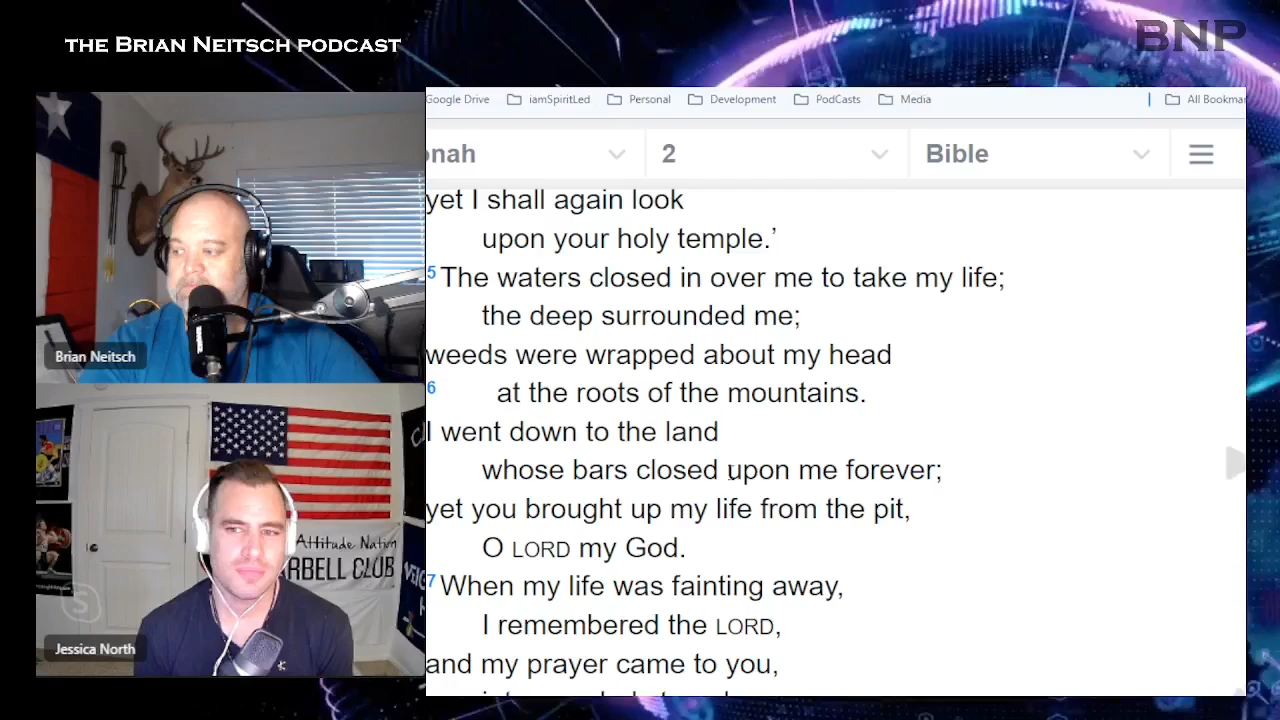 THE BRIAN NEITSCH PODCAST
BNP
Google Drive
iamSpiritLed
Personal
Development
PodCasts
Media
All Bookmar
onah
2
Bible
yet I shall again look
upon your holy temple.’
5 The waters closed in over me to take my life;
the deep surrounded me;
weeds were wrapped about my head
6 at the roots of the mountains.
I went down to the land
whose bars closed upon me forever;
yet you brought up my life from the pit,
O LORD my God.
7 When my life was fainting away,
I remembered the LORD,
and my prayer came to you,
Brian Neitsch
Attitude Nation
RBELL CLUB
S
Jessica North